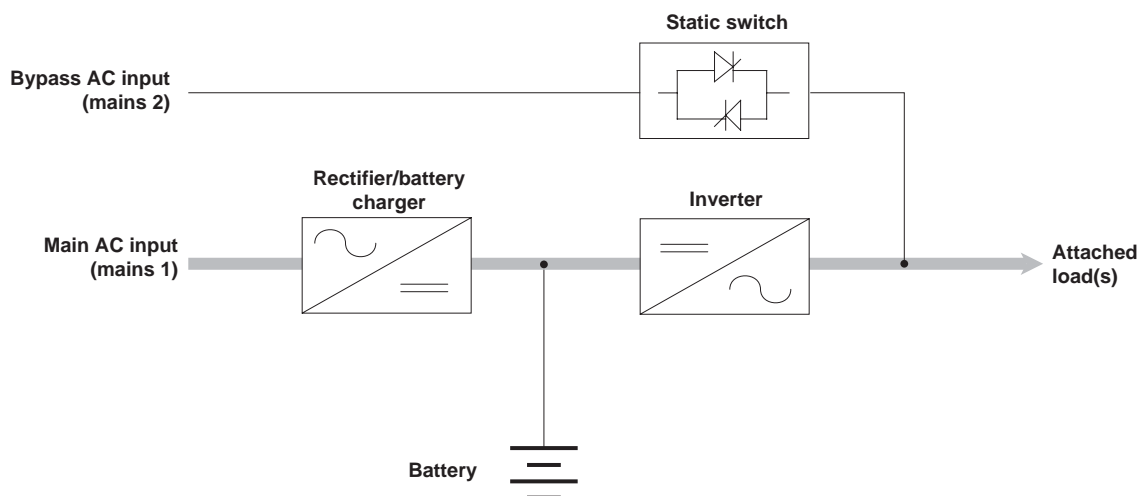 Static switch
Bypass AC input
(mains 2)
Rectifier/battery
charger
Inverter
Main AC input
(mains 1)
Attached
load(s)
Battery